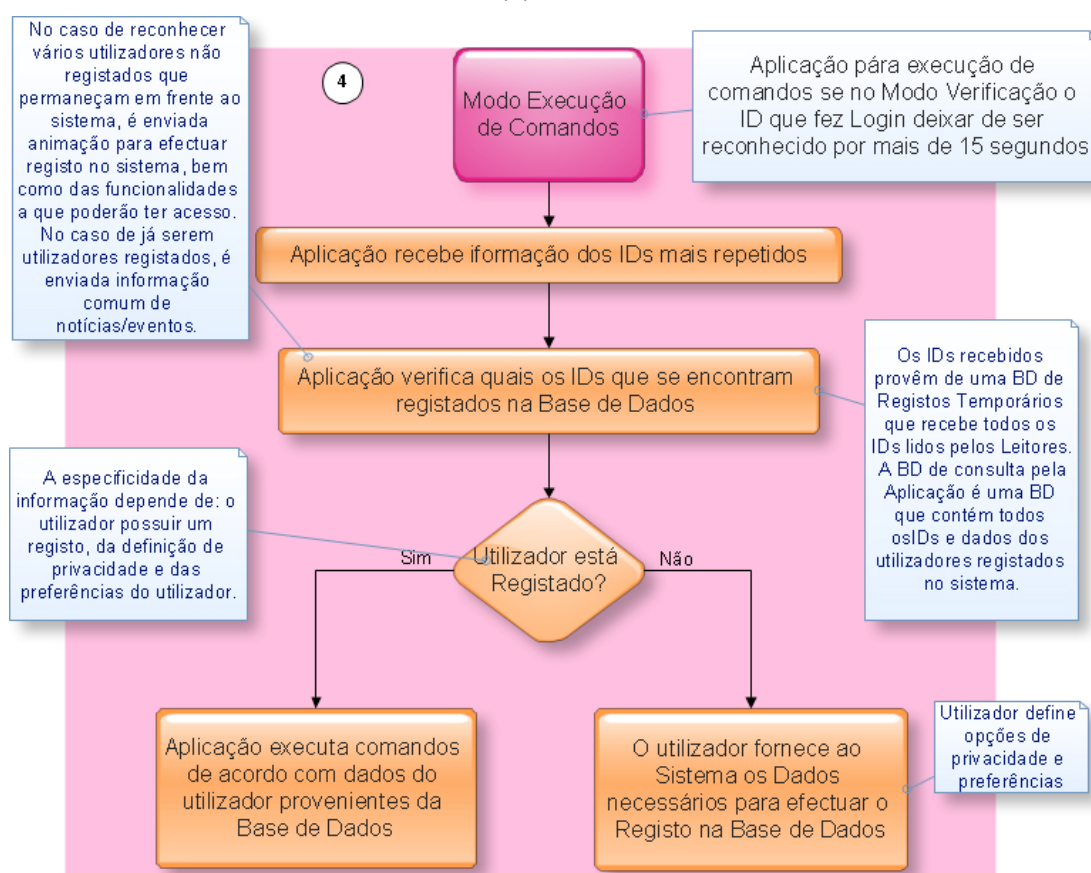 No caso de reconhecer
vários utilizadores não
registados que
permaneçam em frente ao
sistema, é enviada
animação para efectuar
registo no sistema, bem
como das funcionalidades
a que poderão ter acesso.
No caso de já serem
utilizadores registados, é
enviada informação
comum de
notícias/eventos.
4
Modo Execução
de Comandos
Aplicação pára execução de
comandos se no Modo Verificação o
ID que fez Login deixar de ser
reconhecido por mais de 15 segundos
Aplicação recebe iformação dos IDs mais repetidos
Aplicação verifica quais os IDs que se encontram
registados na Base de Dados
Os IDs recebidos
provêm de uma BD de
Registos Temporários
que recebe todos os
IDs lidos pelos Leitores.
A BD de consulta pela
Aplicação é uma BD
que contém todos
osIDs e dados dos
utilizadores registados
no sistema.
A especificidade da
informação depende de: o
utilizador possuir um
registo, da definição de
privacidade e das
preferências do utilizador.
Utilizador está
Registado?
Sim
Não
Aplicação executa comandos
de acordo com dados do
utilizador provenientes da
Base de Dados
O utilizador fornece ao
Sistema os Dados
necessários para efectuar o
Registo na Base de Dados
Utilizador define
opções de
privacidade e
preferências